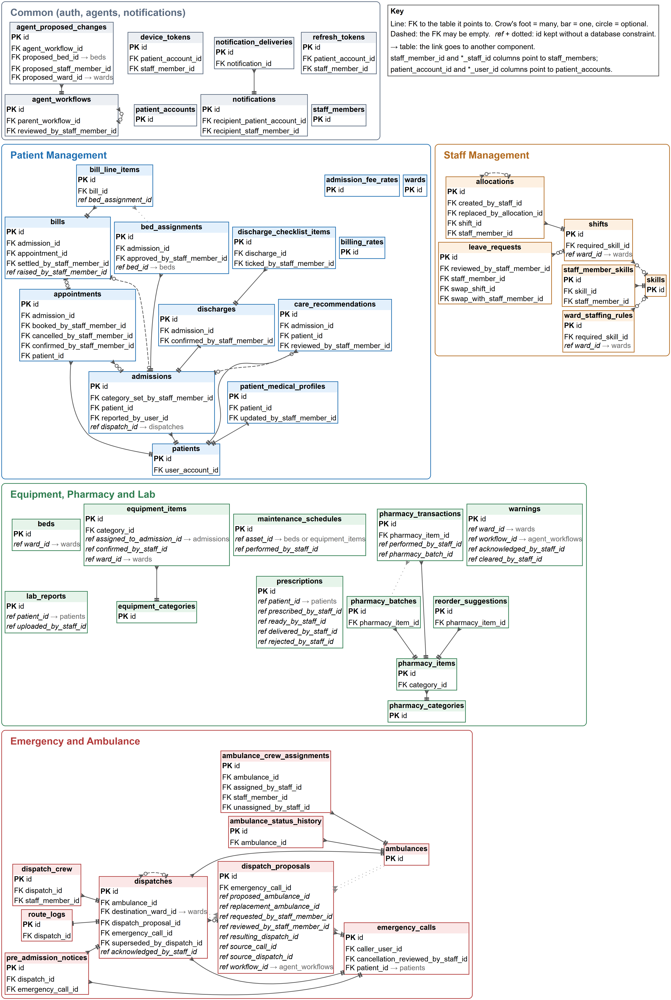 Common (auth, agents, notifications)
agent_proposed_changes
PK id
FK agent_workflow_id
FK proposed_bed_id → beds
FK proposed_staff_member_id
FK proposed_ward_id → wards
device_tokens
PK id
FK patient_account_id
FK staff_member_id
notification_deliveries
PK id
FK notification_id
refresh_tokens
PK id
FK patient_account_id
FK staff_member_id
agent_workflows
PK id
FK parent_workflow_id
FK reviewed_by_staff_member_id
patient_accounts
PK id
notifications
PK id
FK recipient_patient_account_id
FK recipient_staff_member_id
staff_members
PK id
Key
Line: FK to the table it points to. Crow's foot = many, bar = one, circle = optional.
Dashed: the FK may be empty. ref + dotted: id kept without a database constraint.
→ table: the link goes to another component.
staff_member_id and *_staff_id columns point to staff_members;
patient_account_id and *_user_id columns point to patient_accounts.
Patient Management
bill_line_items
PK id
FK bill_id
ref bed_assignment_id
admission_fee_rates
PK id
wards
PK id
bills
PK id
FK admission_id
FK appointment_id
FK settled_by_staff_member_id
ref raised_by_staff_member_id
bed_assignments
PK id
FK admission_id
FK approved_by_staff_member_id
ref bed_id → beds
discharge_checklist_items
PK id
FK discharge_id
FK ticked_by_staff_member_id
billing_rates
PK id
appointments
PK id
FK admission_id
FK booked_by_staff_member_id
FK cancelled_by_staff_member_id
FK confirmed_by_staff_member_id
FK patient_id
discharges
PK id
FK admission_id
FK confirmed_by_staff_member_id
care_recommendations
PK id
FK admission_id
FK patient_id
FK reviewed_by_staff_member_id
admissions
PK id
FK category_set_by_staff_member_id
FK patient_id
FK reported_by_user_id
ref dispatch_id → dispatches
patient_medical_profiles
PK id
FK patient_id
FK updated_by_staff_member_id
patients
PK id
FK user_account_id
Staff Management
allocations
PK id
FK created_by_staff_id
FK replaced_by_allocation_id
FK shift_id
FK staff_member_id
shifts
PK id
FK required_skill_id
ref ward_id → wards
leave_requests
PK id
FK reviewed_by_staff_member_id
FK staff_member_id
FK swap_shift_id
FK swap_with_staff_member_id
staff_member_skills
PK id
FK skill_id
FK staff_member_id
skills
PK id
ward_staffing_rules
PK id
FK required_skill_id
ref ward_id → wards
Equipment, Pharmacy and Lab
beds
PK id
ref ward_id → wards
equipment_items
PK id
FK category_id
ref assigned_to_admission_id → admissions
ref confirmed_by_staff_id
ref ward_id → wards
maintenance_schedules
PK id
ref asset_id → beds or equipment_items
ref performed_by_staff_id
pharmacy_transactions
PK id
FK pharmacy_item_id
ref performed_by_staff_id
ref pharmacy_batch_id
warnings
PK id
ref ward_id → wards
ref workflow_id → agent_workflows
ref acknowledged_by_staff_id
ref cleared_by_staff_id
lab_reports
PK id
ref patient_id → patients
ref uploaded_by_staff_id
equipment_categories
PK id
prescriptions
PK id
ref patient_id → patients
ref prescribed_by_staff_id
ref ready_by_staff_id
ref delivered_by_staff_id
ref rejected_by_staff_id
pharmacy_batches
PK id
FK pharmacy_item_id
reorder_suggestions
PK id
FK pharmacy_item_id
pharmacy_items
PK id
FK category_id
pharmacy_categories
PK id
Emergency and Ambulance
ambulance_crew_assignments
PK id
FK ambulance_id
FK assigned_by_staff_id
FK staff_member_id
FK unassigned_by_staff_id
ambulance_status_history
PK id
FK ambulance_id
ambulances
PK id
dispatch_crew
PK id
FK dispatch_id
FK staff_member_id
dispatches
PK id
FK ambulance_id
FK destination_ward_id → wards
FK dispatch_proposal_id
FK emergency_call_id
FK superseded_by_dispatch_id
ref acknowledged_by_staff_id
dispatch_proposals
PK id
FK emergency_call_id
ref proposed_ambulance_id
ref replacement_ambulance_id
ref requested_by_staff_member_id
ref reviewed_by_staff_member_id
ref resulting_dispatch_id
ref source_call_id
ref source_dispatch_id
ref workflow_id → agent_workflows
route_logs
PK id
FK dispatch_id
emergency_calls
PK id
FK caller_user_id
FK cancellation_reviewed_by_staff_id
FK patient_id → patients
pre_admission_notices
PK id
FK dispatch_id
FK emergency_call_id